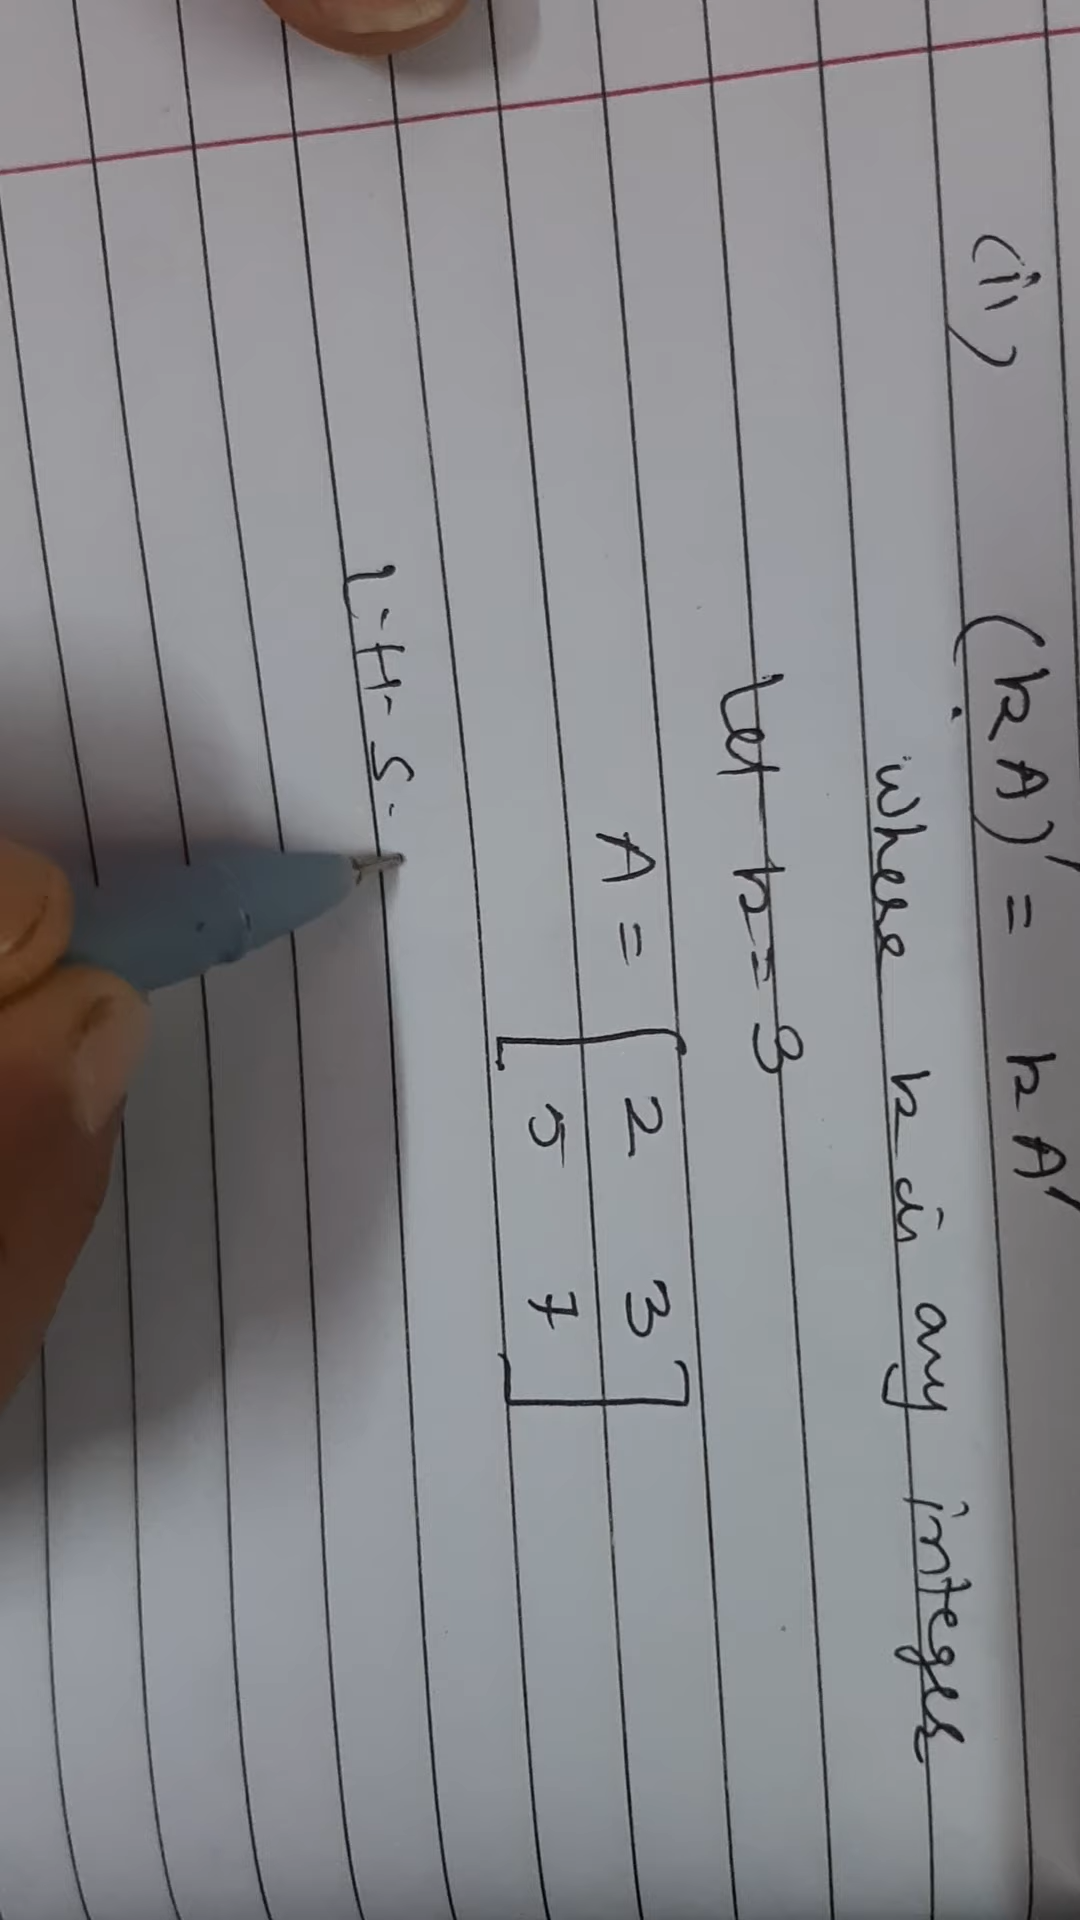 (ii) (kA)' = kA'
where k is any integer
Let k = 3
A = [ 2 3
5 7 ]
L.H.S.